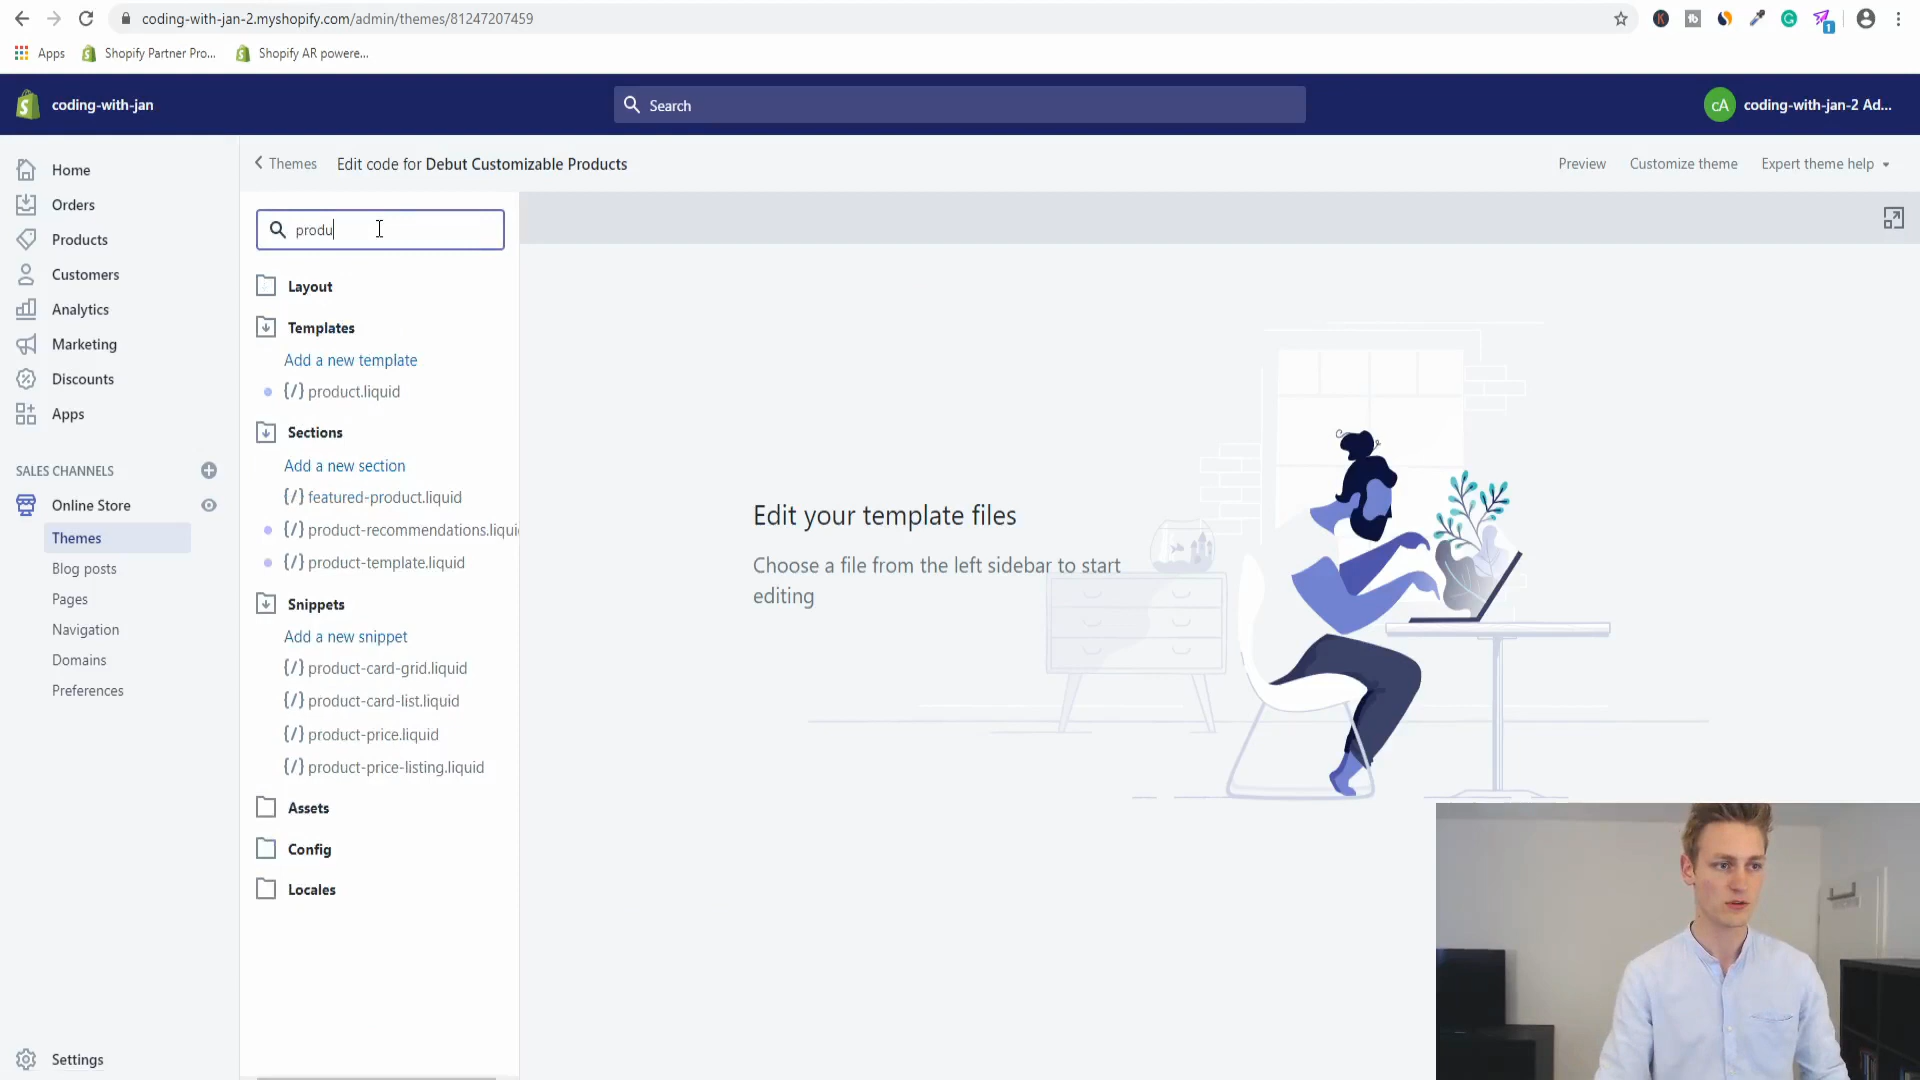 coding-with-jan-2.myshopify.com/admin/themes/81247207459
1
Apps
Shopify Partner Pro...
Shopify AR powere...
coding-with-jan
Search
cA
coding-with-jan-2 Ad...
Home
Orders
Products
Customers
Analytics
Marketing
Discounts
Apps
SALES CHANNELS
Online Store
Themes
Blog posts
Pages
Navigation
Domains
Preferences
Settings
Themes
Edit code for Debut Customizable Products
Preview
Customize theme
Expert theme help
produ
Layout
Templates
Add a new template
{/} product.liquid
Sections
Add a new section
{/} featured-product.liquid
{/} product-recommendations.liqui
{/} product-template.liquid
Snippets
Add a new snippet
{/} product-card-grid.liquid
{/} product-card-list.liquid
{/} product-price.liquid
{/} product-price-listing.liquid
Assets
Config
Locales
Edit your template files
Choose a file from the left sidebar to start
editing